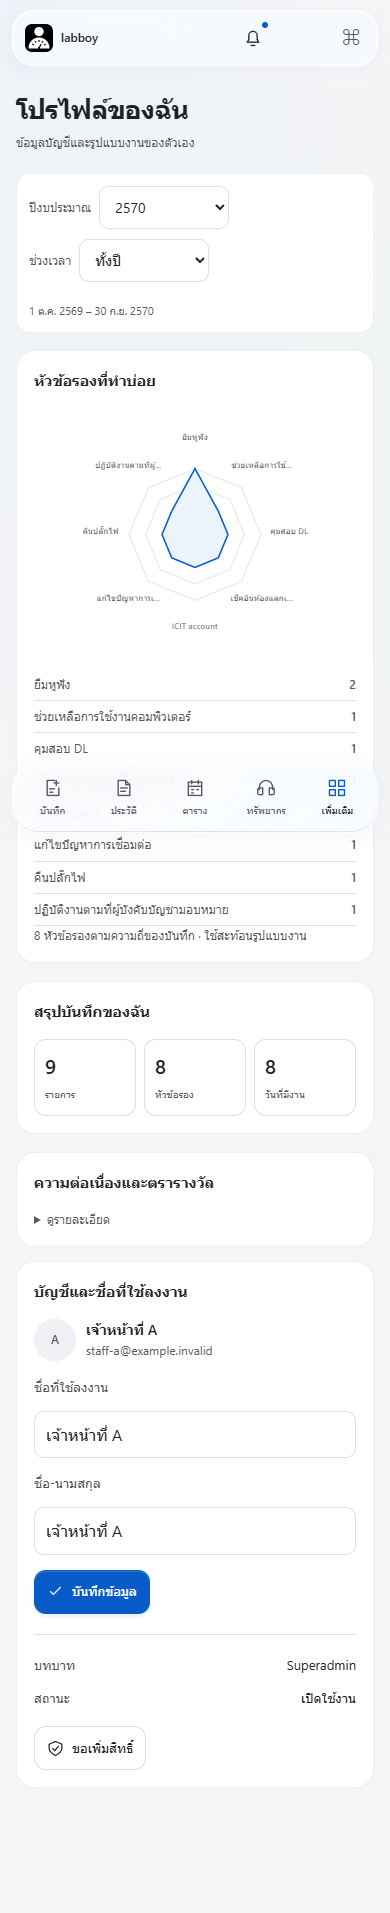 labboy
โปรไฟล์ของฉัน
ข้อมูลบัญชีและรูปแบบงานของตัวเอง
ปีงบประมาณ
2570
ช่วงเวลา
ทั้งปี
1 ต.ค. 2569 – 30 ก.ย. 2570
หัวข้อรองที่ทำบ่อย
ยืมหูฟัง
ปฏิบัติงานตามที่ผู้...
ช่วยเหลือการใช้...
คืนปลั๊กไฟ
คุมสอบ DL
แก้ไขปัญหาการเ...
เช็คอินห้องแลกเ...
ICIT account
ยืมหูฟัง 2
ช่วยเหลือการใช้งานคอมพิวเตอร์ 1
คุมสอบ DL 1
บันทึก
ประวัติ
ตาราง
ทรัพยากร
เพิ่มเติม
แก้ไขปัญหาการเชื่อมต่อ 1
คืนปลั๊กไฟ 1
ปฏิบัติงานตามที่ผู้บังคับบัญชามอบหมาย 1
8 หัวข้อรองตามความถี่ของบันทึก · ใช้สะท้อนรูปแบบงาน
สรุปบันทึกของฉัน
9
รายการ
8
หัวข้อรอง
8
วันที่มีงาน
ความต่อเนื่องและตรารางวัล
ดูรายละเอียด
บัญชีและชื่อที่ใช้ลงงาน
A
เจ้าหน้าที่ A
staff-a@example.invalid
ชื่อที่ใช้ลงงาน
เจ้าหน้าที่ A
ชื่อ-นามสกุล
เจ้าหน้าที่ A
บันทึกข้อมูล
บทบาท Superadmin
สถานะ เปิดใช้งาน
ขอเพิ่มสิทธิ์